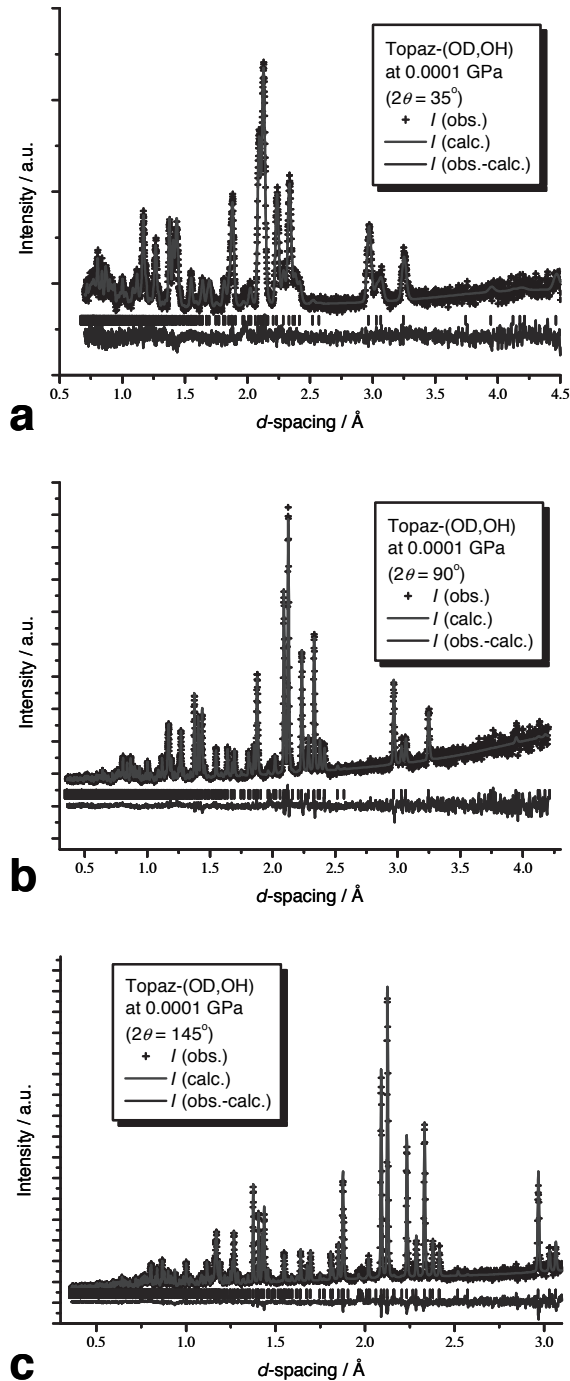 Topaz-(OD,OH)
at 0.0001 GPa
(2θ = 35°)
I (obs.)
I (calc.)
I (obs.-calc.)
Intensity / a.u.
0.5 1.0 1.5 2.0 2.5 3.0 3.5 4.0 4.5
d-spacing / Å
a
Topaz-(OD,OH)
at 0.0001 GPa
(2θ = 90°)
I (obs.)
I (calc.)
I (obs.-calc.)
Intensity / a.u.
0.5 1.0 1.5 2.0 2.5 3.0 3.5 4.0
d-spacing / Å
b
Topaz-(OD,OH)
at 0.0001 GPa
(2θ = 145°)
I (obs.)
I (calc.)
I (obs.-calc.)
Intensity / a.u.
0.5 1.0 1.5 2.0 2.5 3.0
d-spacing / Å
c